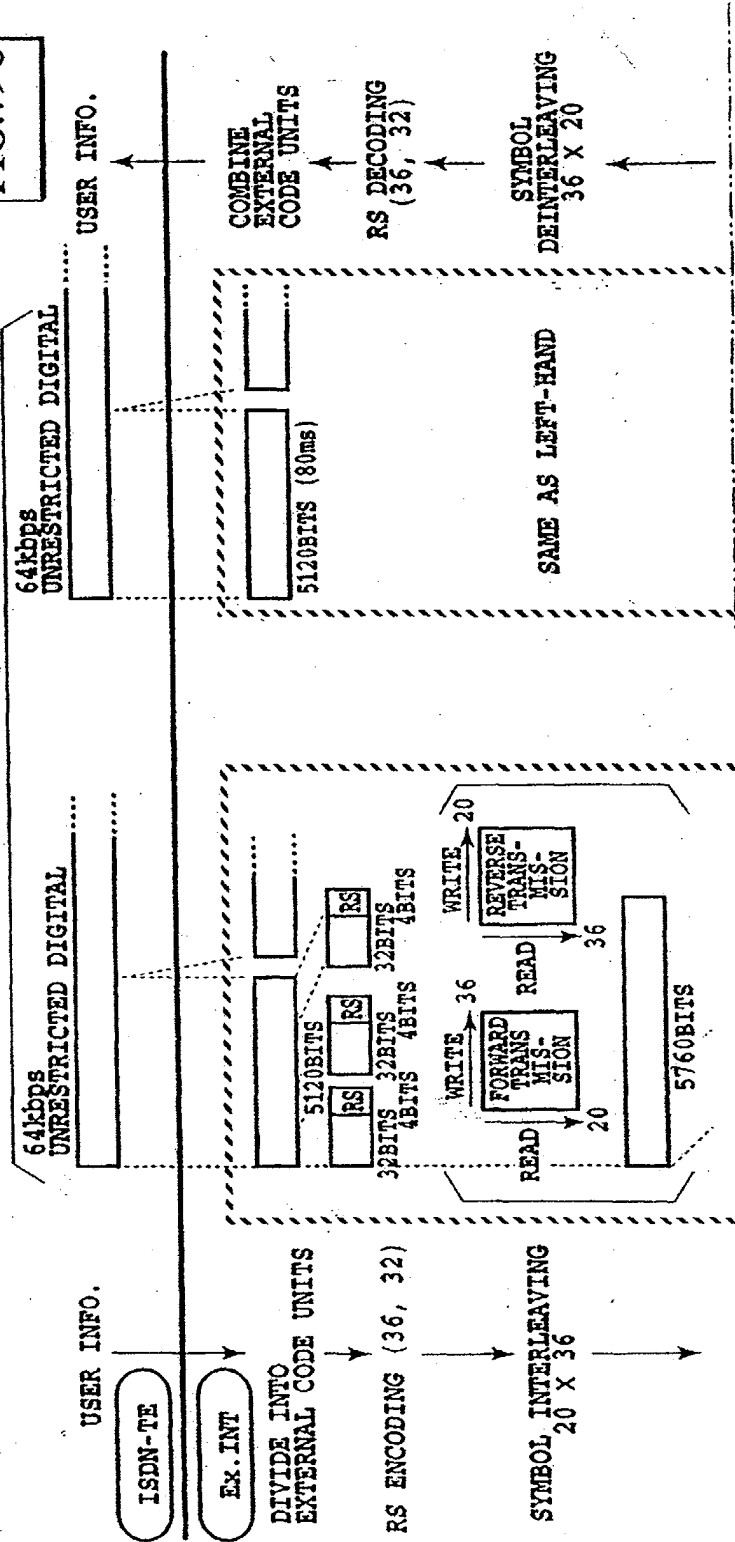 64kbps
UNRESTRICTED DIGITAL
64kbps
UNRESTRICTED DIGITAL
USER INFO.
USER INFO.
ISDN-TE
Ex.INT
DIVIDE INTO
EXTERNAL CODE UNITS
5120BITS
5120BITS (80ms)
COMBINE
EXTERNAL
CODE UNITS
RS ENCODING (36, 32)
RS
RS
RS
32BITS
4BITS
32BITS
4BITS
32BITS
4BITS
RS DECODING
(36, 32)
SYMBOL INTERLEAVING
20 X 36
WRITE
36
READ
20
FORWARD
TRANS
MIS-
SION
WRITE
20
READ
36
REVERSE
TRANS-
MIS-
SION
5760BITS
SAME AS LEFT-HAND
SYMBOL
DEINTERLEAVING
36 X 20